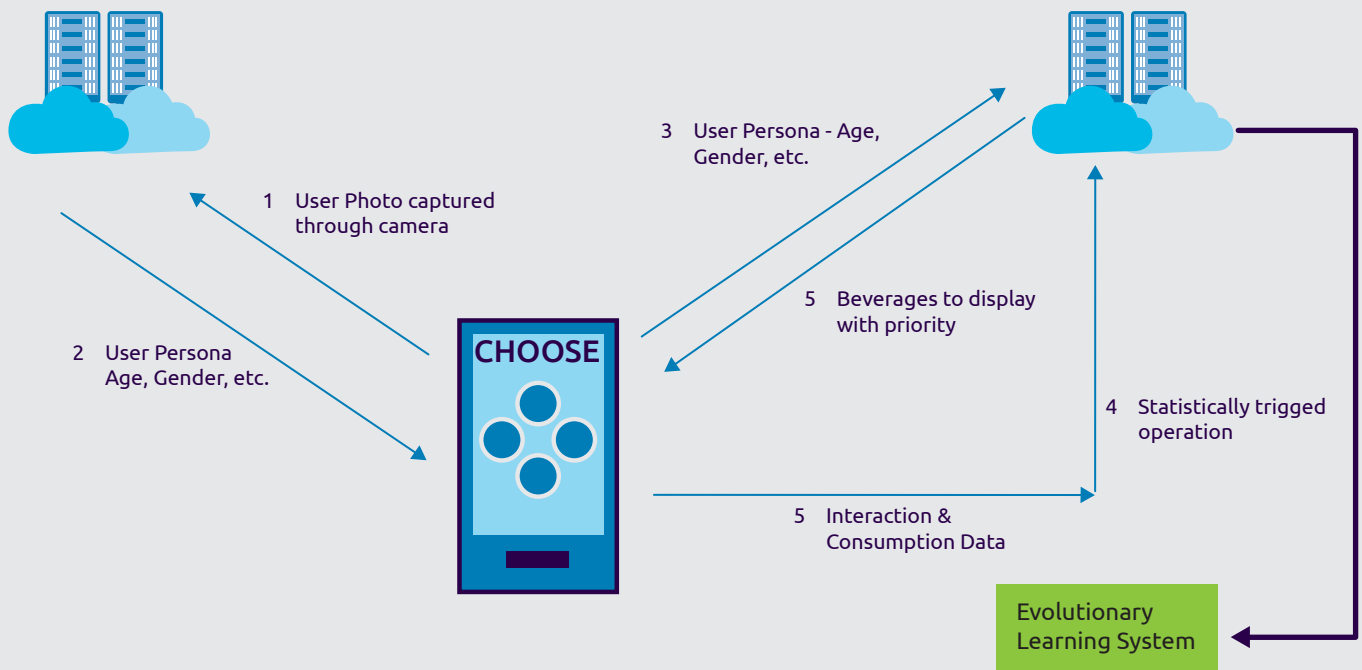 3 User Persona - Age,
Gender, etc.
1 User Photo captured
through camera
5 Beverages to display
with priority
2 User Persona
Age, Gender, etc.
CHOOSE
4 Statistically trigged
operation
5 Interaction &
Consumption Data
Evolutionary
Learning System